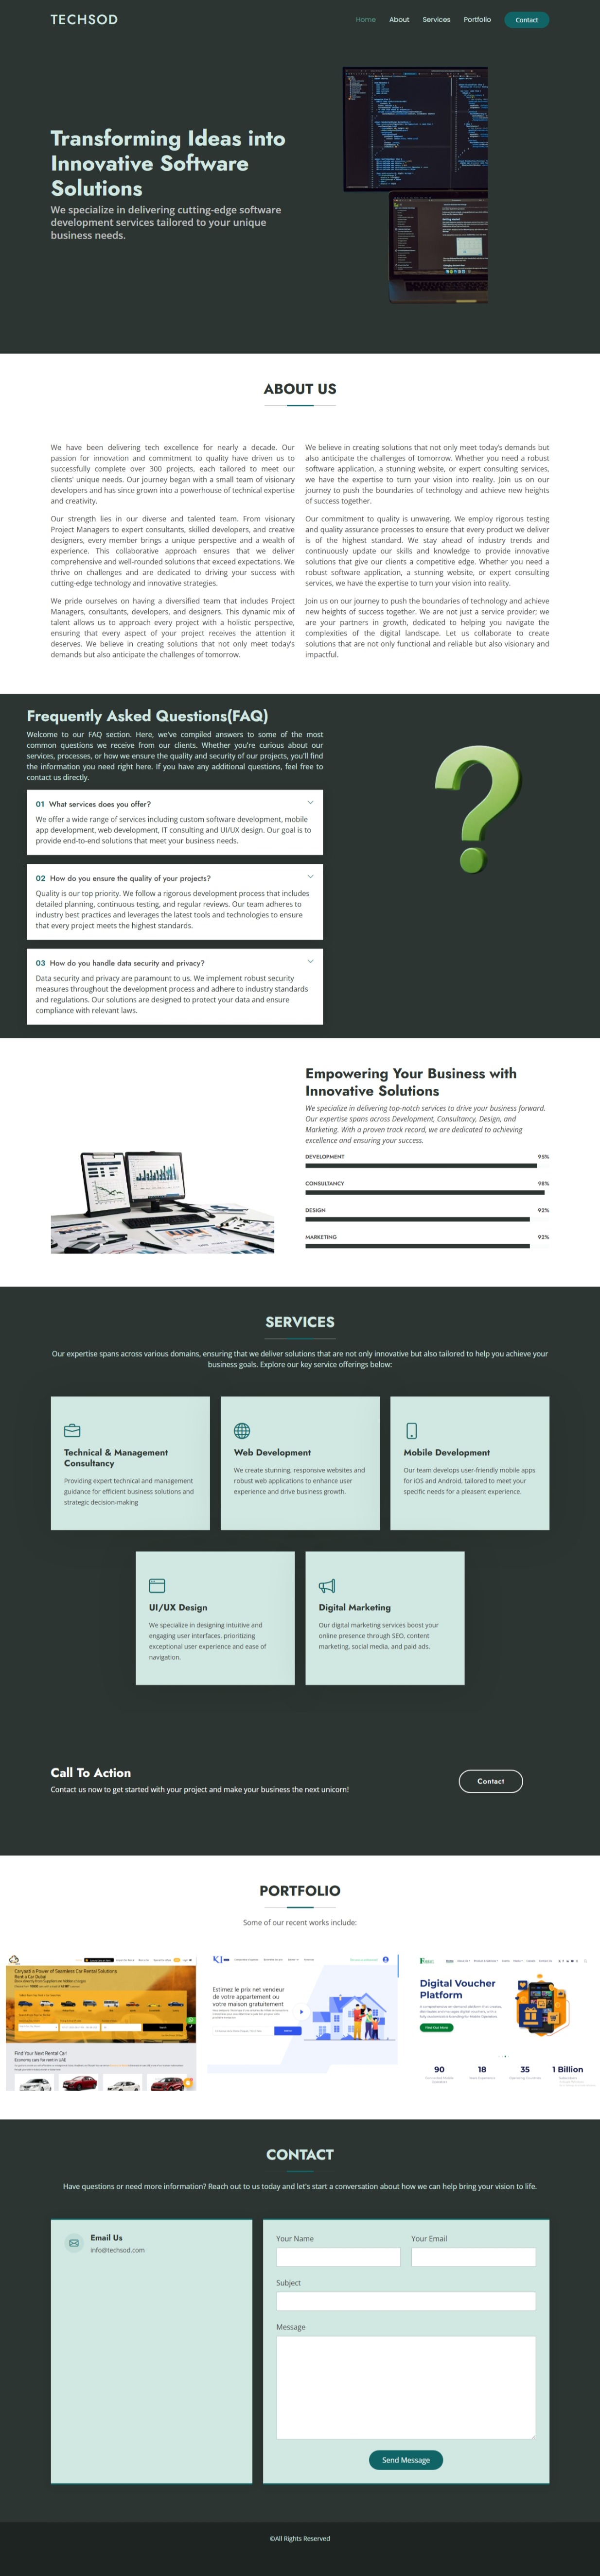 TECHSOD
Home About Services Portfolio Contact
Transforming Ideas into
Innovative Software
Solutions
We specialize in delivering cutting-edge software
development services tailored to your unique
business needs.
ABOUT US
We have been delivering tech excellence for nearly a decade. Our
passion for innovation and commitment to quality have driven us to
successfully complete over 300 projects, each tailored to meet our
clients' unique needs. Our journey began with a small team of visionary
developers and has since grown into a powerhouse of technical expertise
and creativity.
Our strength lies in our diverse and talented team. From visionary
Project Managers to expert consultants, skilled developers, and creative
designers, every member brings a unique perspective and a wealth of
experience. This collaborative approach ensures that we deliver
comprehensive and well-rounded solutions that exceed expectations. We
thrive on challenges and are dedicated to driving your success with
cutting-edge technology and innovative strategies.
We pride ourselves on having a diversified team that includes Project
Managers, consultants, developers, and designers. This dynamic mix of
talent allows us to approach every project with a holistic perspective,
ensuring that every aspect of your project receives the attention it
deserves. We believe in creating solutions that not only meet today's
demands but also anticipate the challenges of tomorrow.
We believe in creating solutions that not only meet today's demands but
also anticipate the challenges of tomorrow. Whether you need a robust
software application, a stunning website, or expert consulting services,
we have the expertise to turn your vision into reality. Join us on our
journey to push the boundaries of technology and achieve new heights
of success together.
Our commitment to quality is unwavering. We employ rigorous testing
and quality assurance processes to ensure that every product we deliver
is of the highest standard. We stay ahead of industry trends and
continuously update our skills and knowledge to provide innovative
solutions that give our clients a competitive edge. Whether you need a
robust software application, a stunning website, or expert consulting
services, we have the expertise to turn your vision into reality.
Join us on our journey to push the boundaries of technology and achieve
new heights of success together. We are not just a service provider; we
are your partners in growth, dedicated to helping you navigate the
complexities of the digital landscape. Let us collaborate to create
solutions that are not only functional and reliable but also visionary and
impactful.
Frequently Asked Questions(FAQ)
Welcome to our FAQ section. Here, we've compiled answers to some of the most
common questions we receive from our clients. Whether you're curious about our
services, processes, or how we ensure the quality and security of our projects, you'll find
the information you need right here. If you have any additional questions, feel free to
contact us directly.
01 What services does you offer?
We offer a wide range of services including custom software development, mobile
app development, web development, IT consulting and UI/UX design. Our goal is to
provide end-to-end solutions that meet your business needs.
02 How do you ensure the quality of your projects?
Quality is our top priority. We follow a rigorous development process that includes
detailed planning, continuous testing, and regular reviews. Our team adheres to
industry best practices and leverages the latest tools and technologies to ensure
that every project meets the highest standards.
03 How do you handle data security and privacy?
Data security and privacy are paramount to us. We implement robust security
measures throughout the development process and adhere to industry standards
and regulations. Our solutions are designed to protect your data and ensure
compliance with relevant laws.
Empowering Your Business with
Innovative Solutions
We specialize in delivering top-notch services to drive your business forward.
Our expertise spans across Development, Consultancy, Design, and
Marketing. With a proven track record, we are dedicated to achieving
excellence and ensuring your success.
DEVELOPMENT 95%
CONSULTANCY 98%
DESIGN 92%
MARKETING 92%
SERVICES
Our expertise spans across various domains, ensuring that we deliver solutions that are not only innovative but also tailored to help you achieve your
business goals. Explore our key service offerings below:
Technical & Management
Consultancy
Providing expert technical and management
guidance for efficient business solutions and
strategic decision-making
Web Development
We create stunning, responsive websites and
robust web applications to enhance user
experience and drive business growth.
Mobile Development
Our team develops user-friendly mobile apps
for iOS and Android, tailored to meet your
specific needs for a pleasent experience.
UI/UX Design
We specialize in designing intuitive and
engaging user interfaces, prioritizing
exceptional user experience and ease of
navigation.
Digital Marketing
Our digital marketing services boost your
online presence through SEO, content
marketing, social media, and paid ads.
Call To Action
Contact us now to get started with your project and make your business the next unicorn!
Contact
PORTFOLIO
Some of our recent works include:
Rent a Car Dubai
Find Your Next Rental Car!
Economy cars for rent in UAE
Estimez le prix net vendeur
de votre appartement ou
votre maison gratuitement
Digital Voucher
Platform
90 18 35 1 Billion
CONTACT
Have questions or need more information? Reach out to us today and let's start a conversation about how we can help bring your vision to life.
Email Us
info@techsod.com
Your Name Your Email
Subject
Message
Send Message
©All Rights Reserved